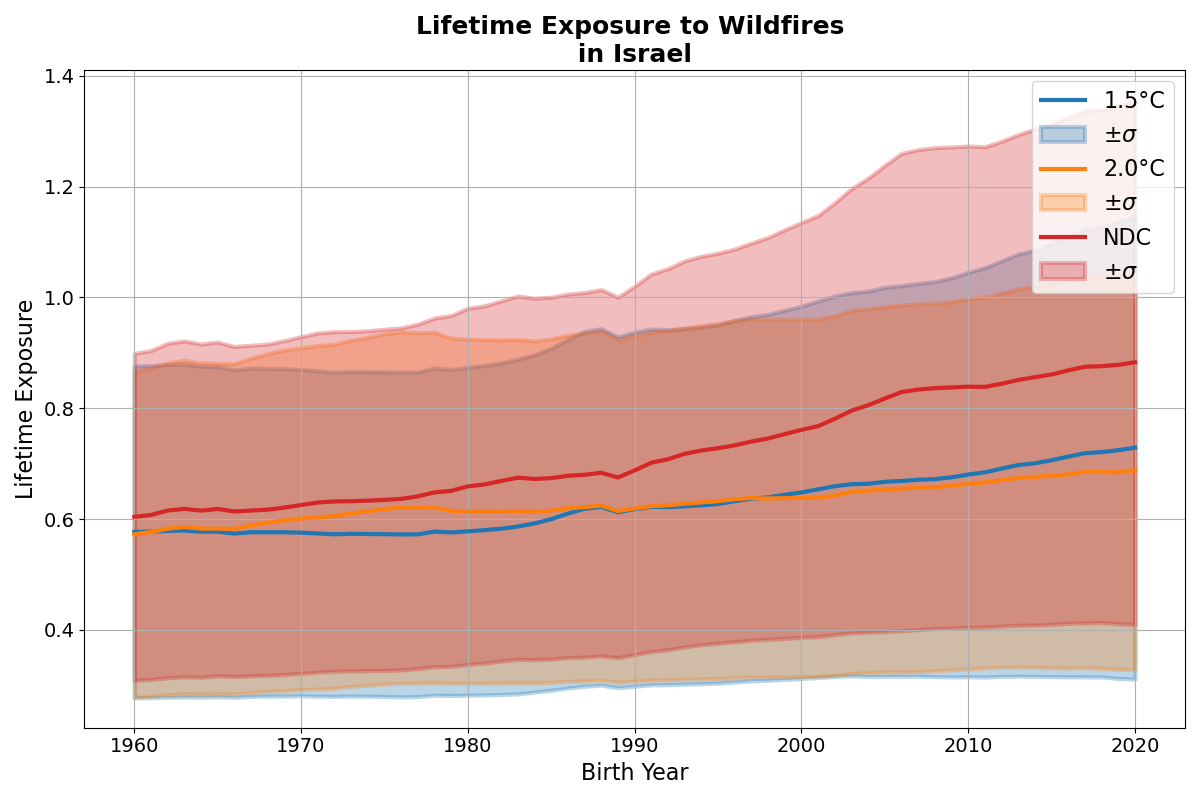 Lifetime Exposure to Wildfires
in Israel
Lifetime Exposure
1.4
1.2
1.0
0.8
0.6
0.4
1960
1970
1980
1990
2000
2010
2020
Birth Year
1.5°C
±σ
2.0°C
±σ
NDC
±σ